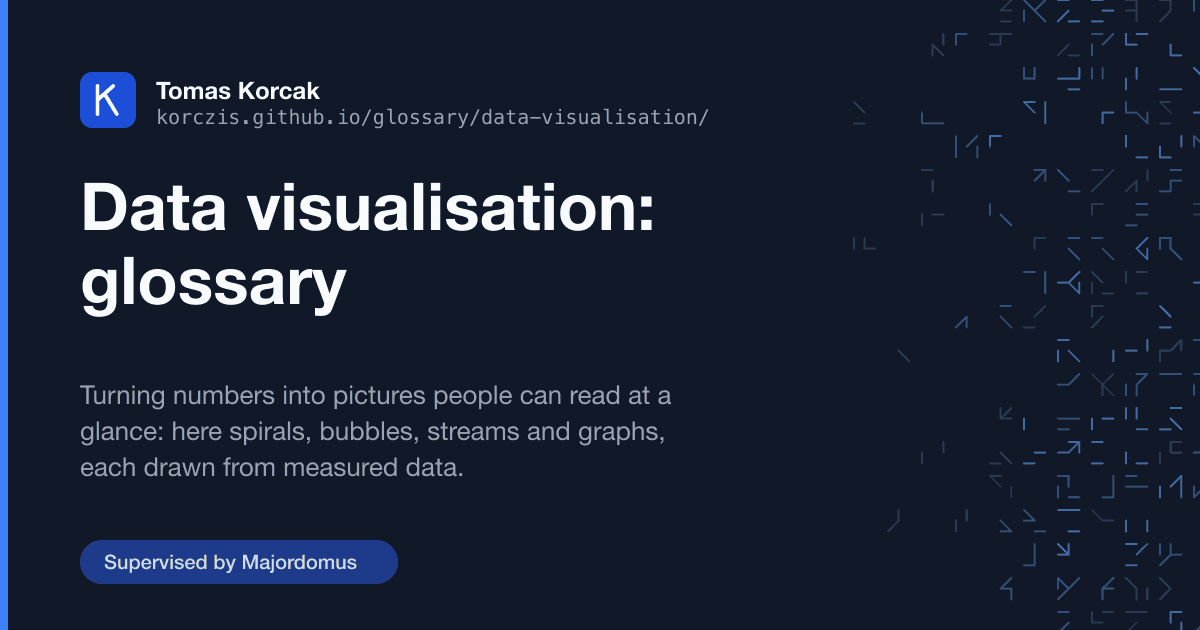 K
Tomas Korcak
korczis.github.io/glossary/data-visualisation/
Data visualisation:
glossary
Turning numbers into pictures people can read at a
glance: here spirals, bubbles, streams and graphs,
each drawn from measured data.
Supervised by Majordomus